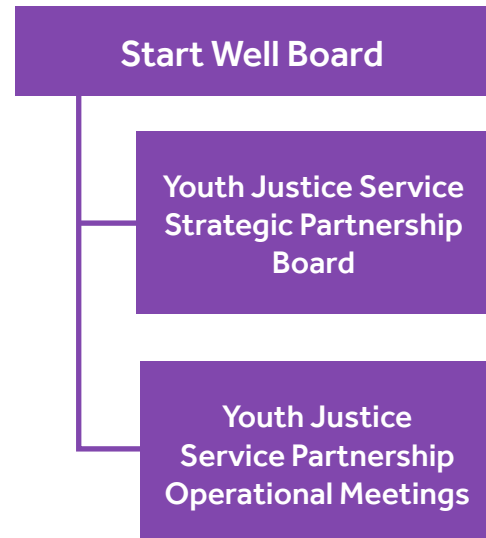 Start Well Board
Youth Justice Service
Strategic Partnership
Board
Youth Justice
Service Partnership
Operational Meetings